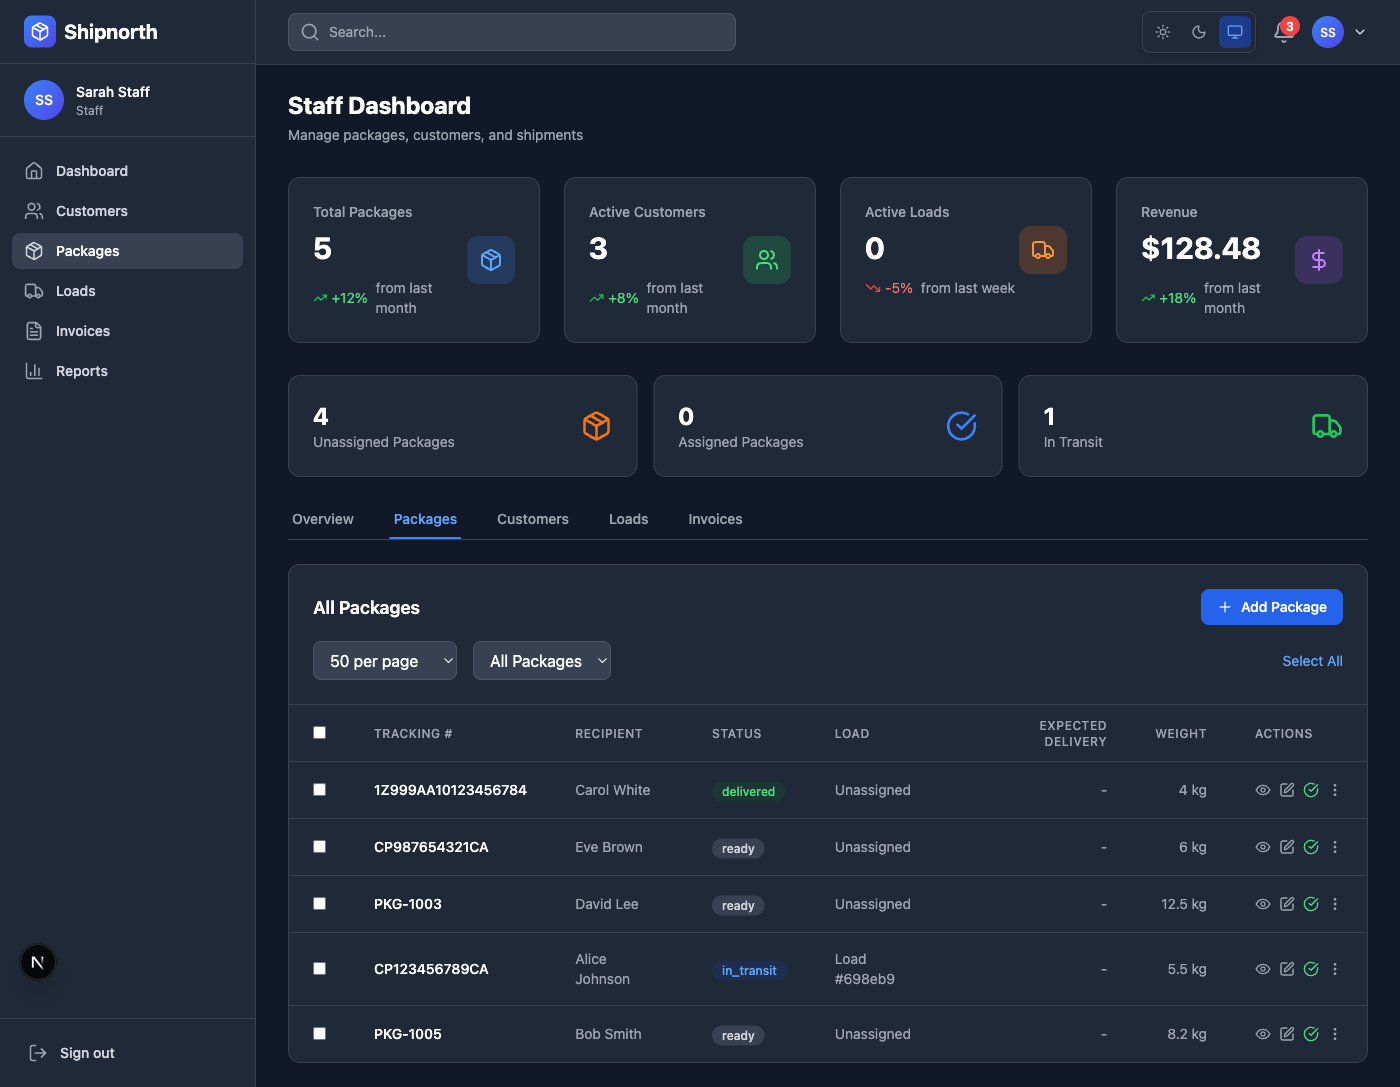 Shipnorth
SS
Sarah Staff
Staff
Dashboard
Customers
Packages
Loads
Invoices
Reports
N
Sign out
Search...
3
SS
Staff Dashboard
Manage packages, customers, and shipments
Total Packages
5
+12% from last
month
Active Customers
3
+8% from last
month
Active Loads
0
-5% from last week
Revenue
$128.48
+18% from last
month
4
Unassigned Packages
0
Assigned Packages
1
In Transit
Overview Packages Customers Loads Invoices
All Packages
Add Package
50 per page All Packages Select All
TRACKING # RECIPIENT STATUS LOAD EXPECTED DELIVERY WEIGHT ACTIONS
1Z999AA10123456784 Carol White delivered Unassigned - 4 kg
CP987654321CA Eve Brown ready Unassigned - 6 kg
PKG-1003 David Lee ready Unassigned - 12.5 kg
CP123456789CA Alice Johnson in_transit Load #698eb9 - 5.5 kg
PKG-1005 Bob Smith ready Unassigned - 8.2 kg